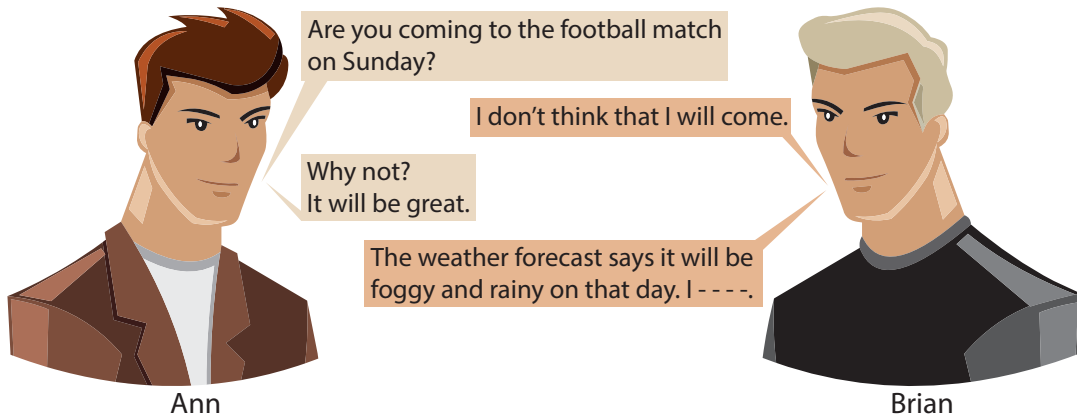 Are you coming to the football match
on Sunday?
I don't think that I will come.
Why not?
It will be great.
The weather forecast says it will be
foggy and rainy on that day. I - - - -.
Ann
Brian